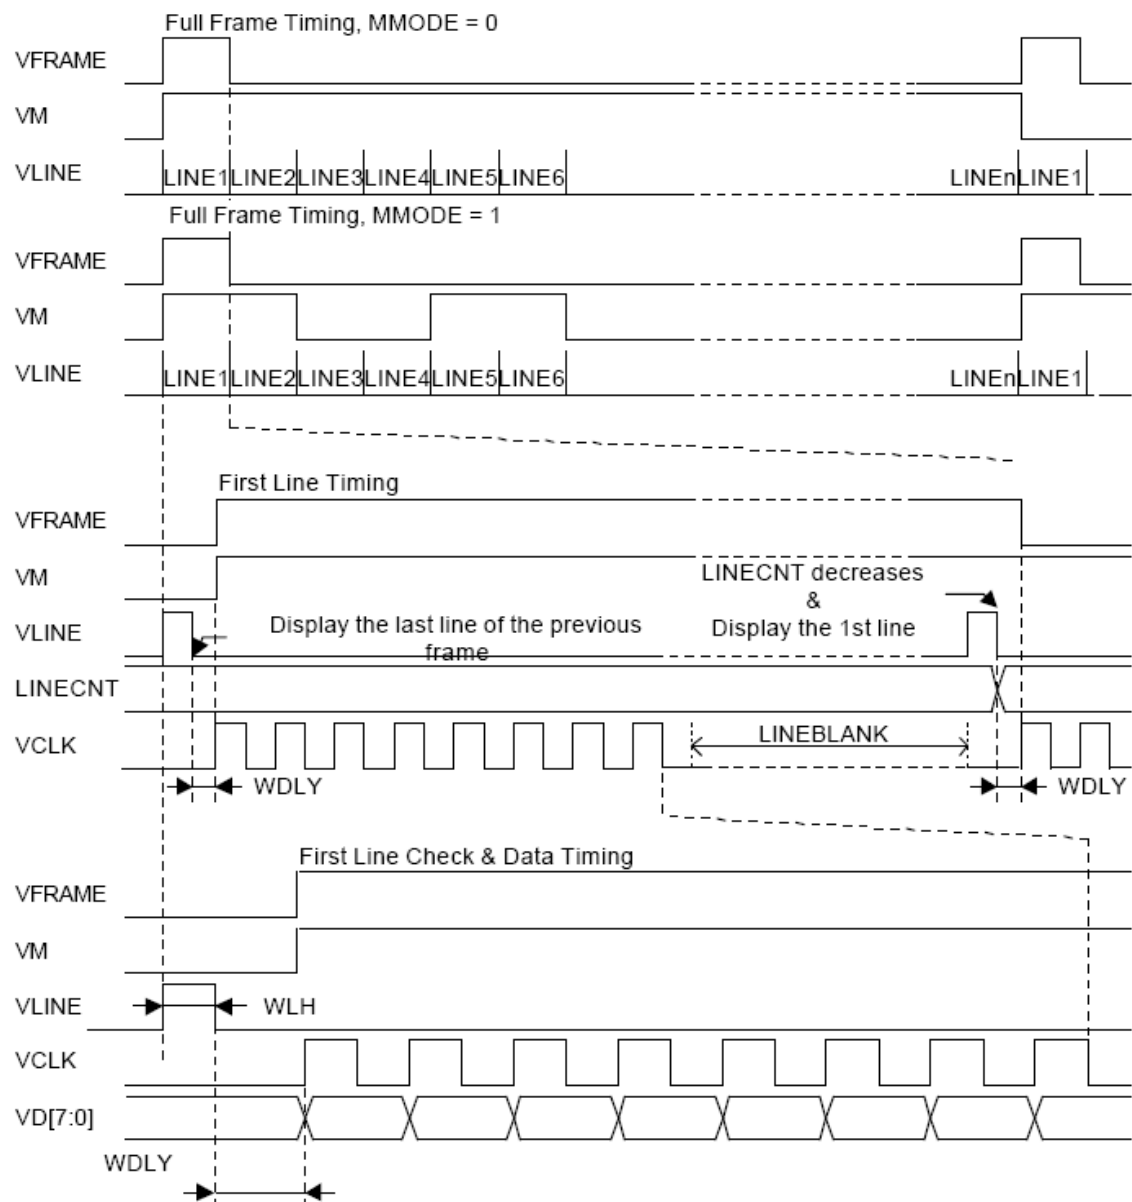 Full Frame Timing, MMODE = 0
VFRAME
VM
VLINE
LINE1 LINE2 LINE3 LINE4 LINE5 LINE6 LINEn LINE1
Full Frame Timing, MMODE = 1
VFRAME
VM
VLINE
LINE1 LINE2 LINE3 LINE4 LINE5 LINE6 LINEn LINE1
First Line Timing
VFRAME
VM
LINECNT decreases
&
Display the 1st line
VLINE
Display the last line of the previous
frame
LINECNT
VCLK
LINEBLANK
WDLY
WDLY
First Line Check & Data Timing
VFRAME
VM
VLINE
WLH
VCLK
VD[7:0]
WDLY